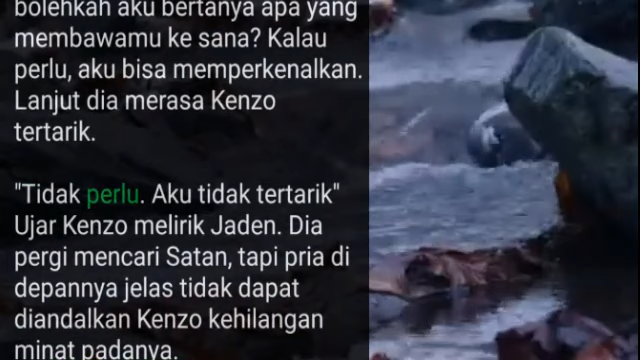 bolehkah aku bertanya apa yang
membawamu ke sana? Kalau
perlu, aku bisa memperkenalkan.
Lanjut dia merasa Kenzo
tertarik.
"Tidak perlu. Aku tidak tertarik"
Ujar Kenzo melirik Jaden. Dia
pergi mencari Satan, tapi pria di
depannya jelas tidak dapat
diandalkan Kenzo kehilangan
minat padanya.